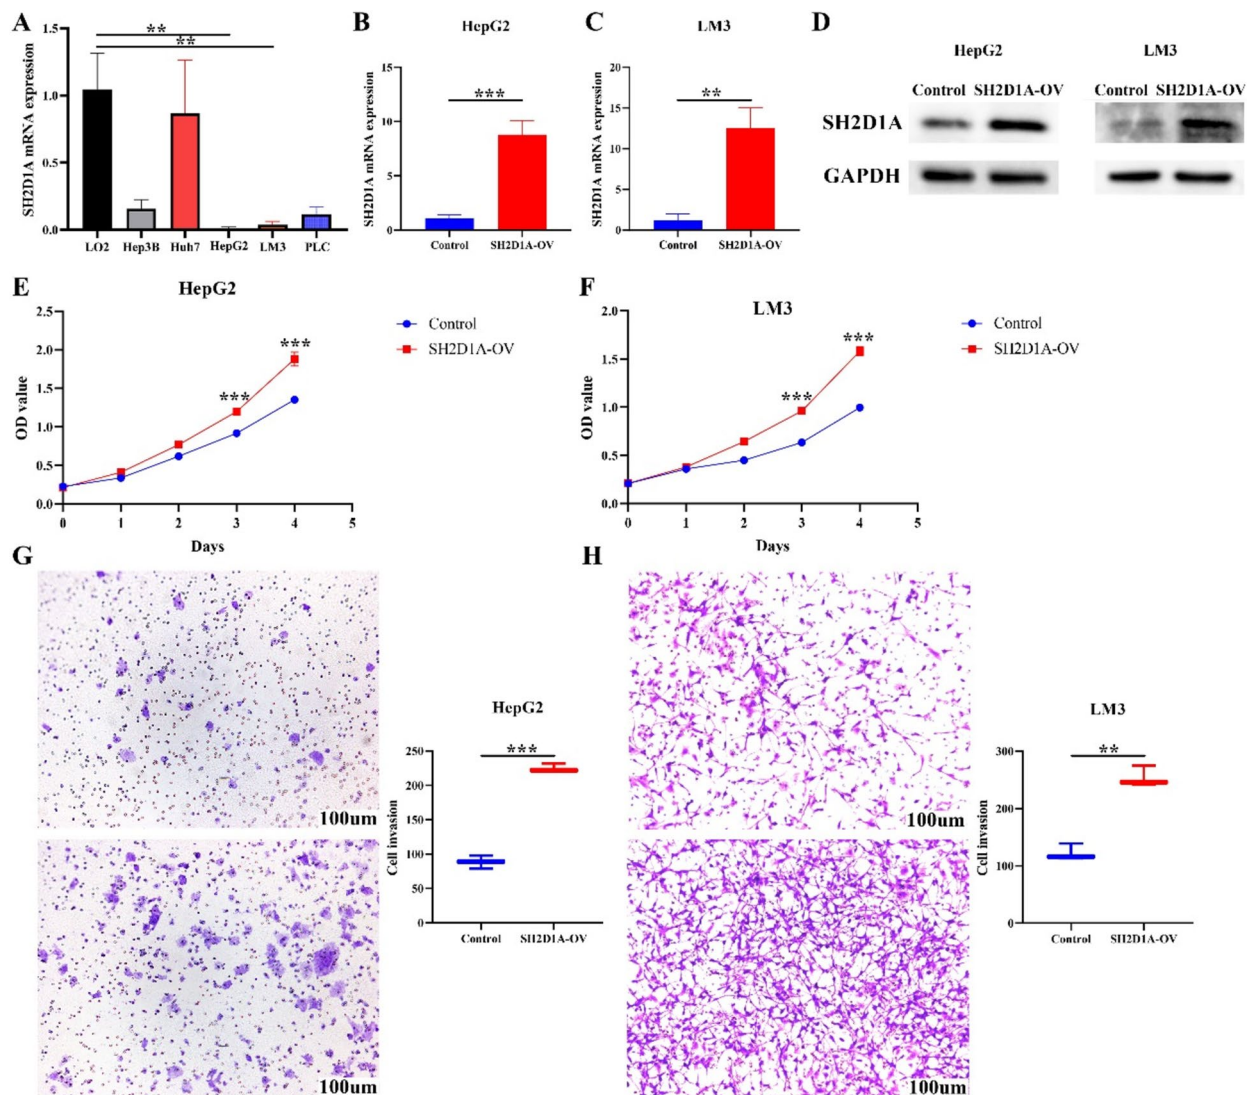 A
SH2D1A mRNA expression
1.5
1.0
0.5
0.0
**
**
LO2 Hep3B Huh7 HepG2 LM3 PLC
B
HepG2
SH2D1A mRNA expression
15
10
5
0
***
Control SH2D1A-OV
C
LM3
SH2D1A mRNA expression
20
15
10
5
0
**
Control SH2D1A-OV
D
HepG2 LM3
Control SH2D1A-OV Control SH2D1A-OV
SH2D1A
GAPDH
E
HepG2
OD value
2.5
2.0
1.5
1.0
0.5
0.0
***
***
0 1 2 3 4 5
Days
Control
SH2D1A-OV
F
LM3
OD value
2.0
1.5
1.0
0.5
0.0
***
***
0 1 2 3 4 5
Days
Control
SH2D1A-OV
G
100um
100um
HepG2
Cell invasion
250
200
150
100
50
0
***
Control SH2D1A-OV
H
100um
100um
LM3
Cell invasion
300
200
100
0
**
Control SH2D1A-OV